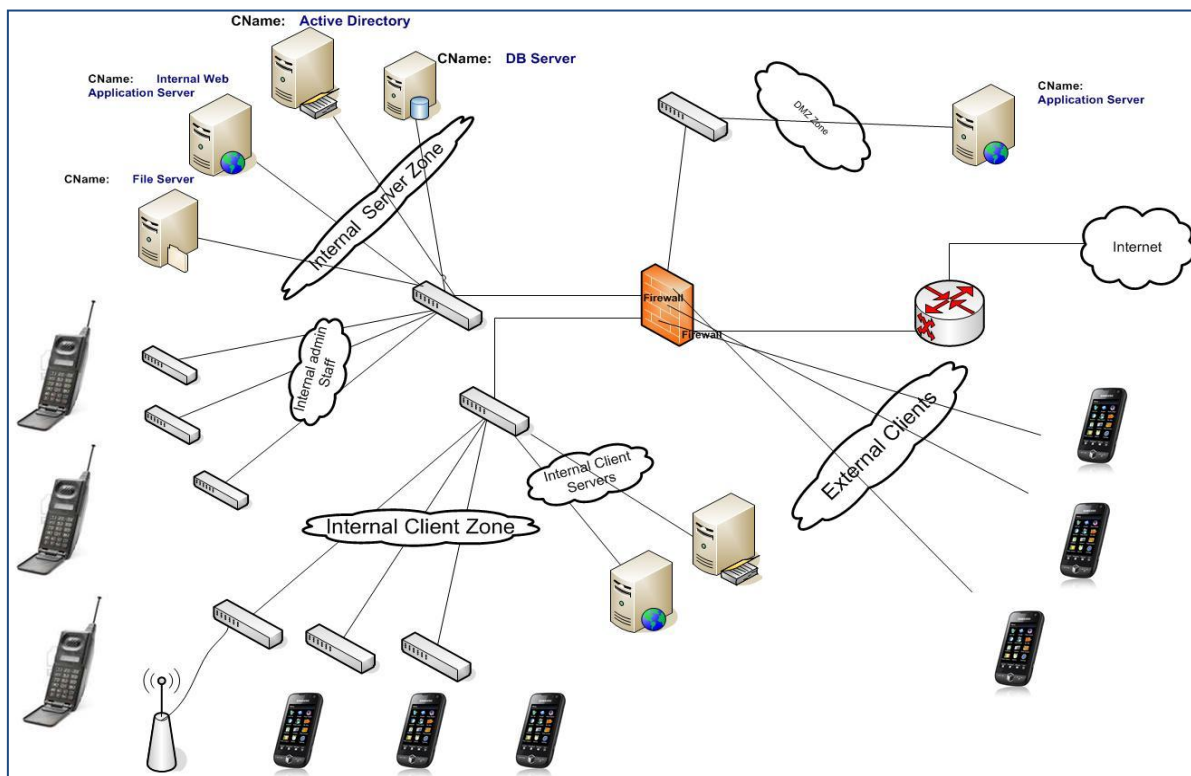 CName: Active Directory
CName: DB Server
CName: Internal Web
Application Server
CName:
Application Server
DMZ Zone
CName: File Server
Internal Server Zone
Internet
Firewall
Firewall
Internal admin
Staff
External Clients
Internal Client
Servers
Internal Client Zone